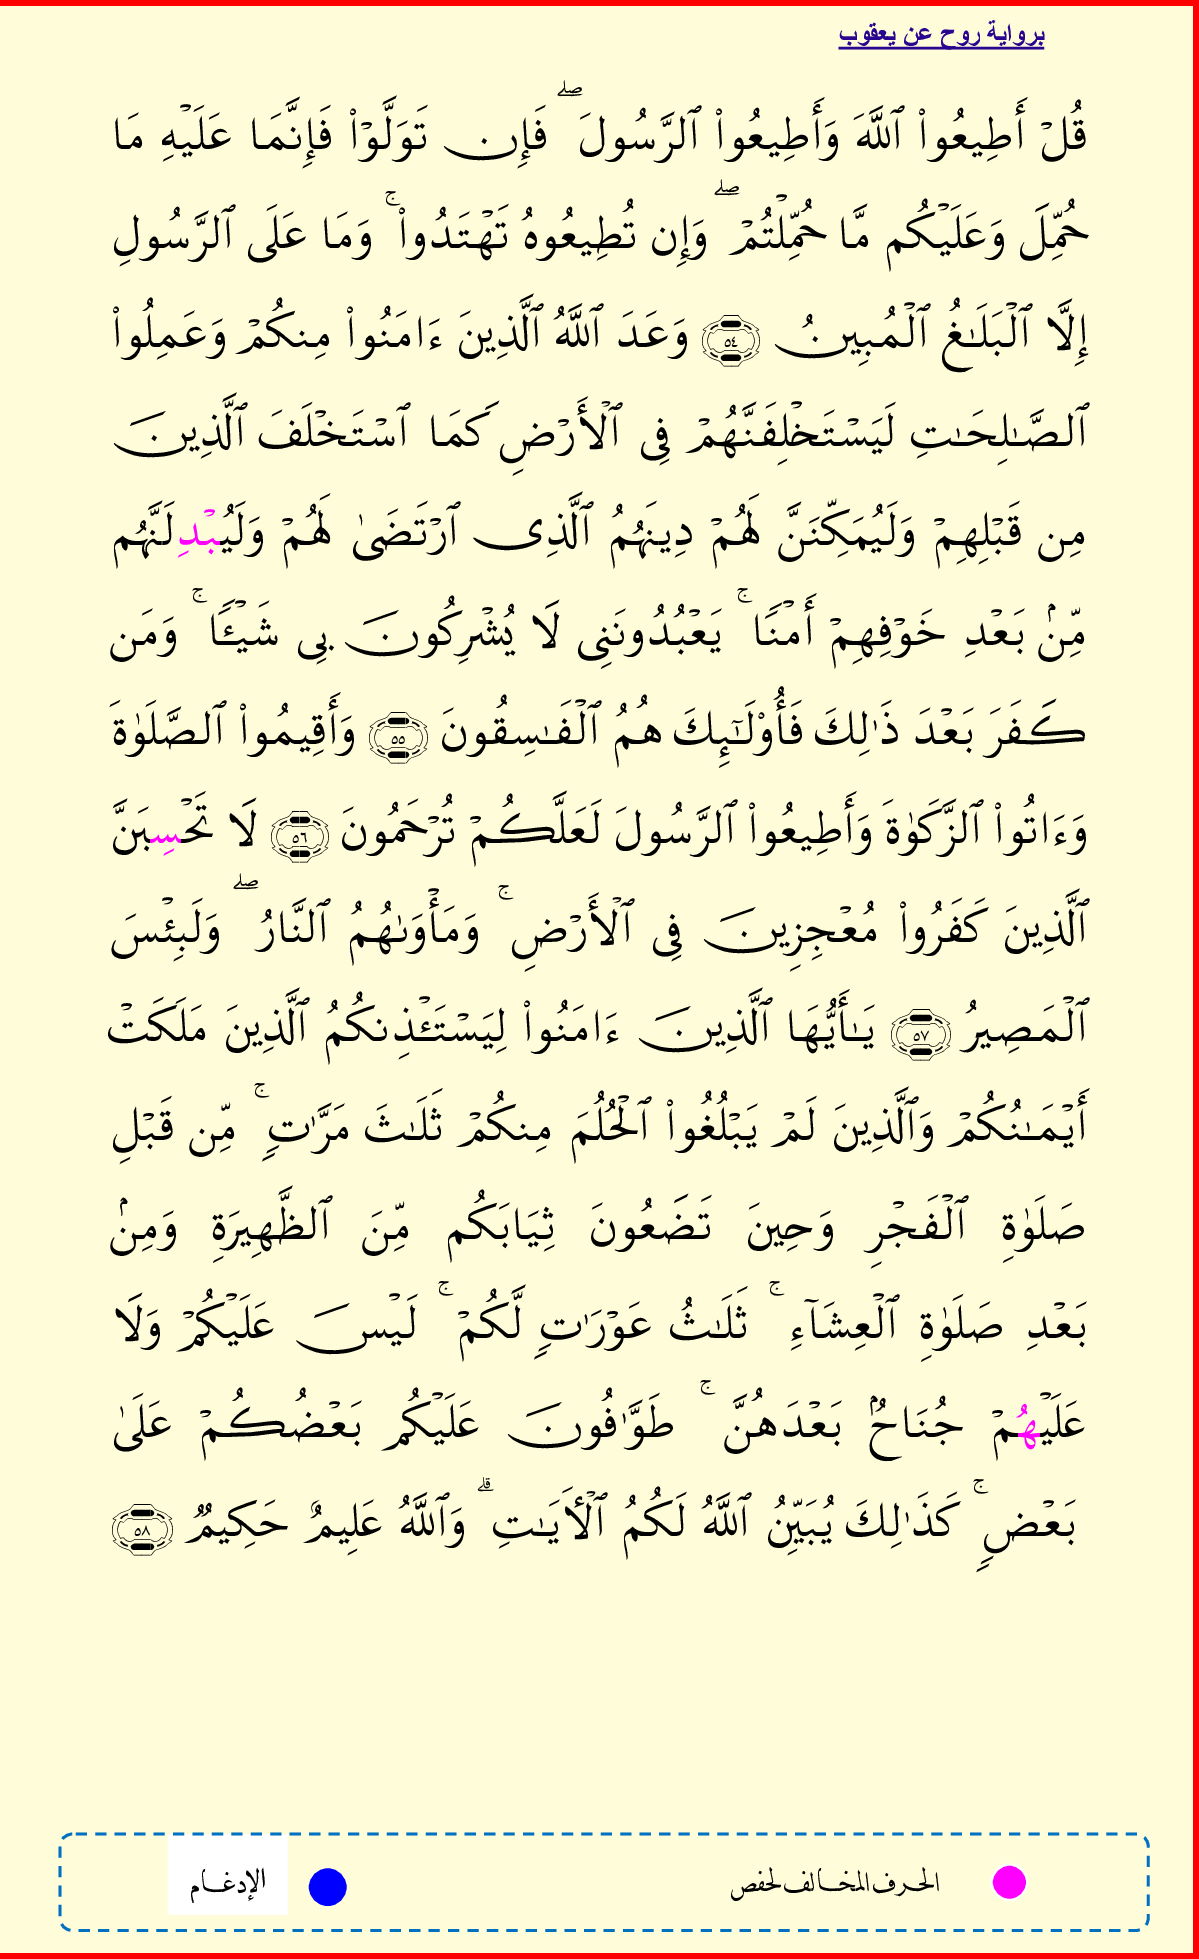 برواية روح عن يعقوب
قُلۡ أَطِيعُواْ ٱللَّهَ وَأَطِيعُواْ ٱلرَّسُولَۖ فَإِن تَوَلَّوۡاْ فَإِنَّمَا عَلَيۡهِ مَا
حُمِّلَ وَعَلَيۡكُم مَّا حُمِّلۡتُمۡۖ وَإِن تُطِيعُوهُ تَهۡتَدُواْۚ وَمَا عَلَى ٱلرَّسُولِ
إِلَّا ٱلۡبَلَٰغُ ٱلۡمُبِينُ ٥٤ وَعَدَ ٱللَّهُ ٱلَّذِينَ ءَامَنُواْ مِنكُمۡ وَعَمِلُواْ
ٱلصَّٰلِحَٰتِ لَيَسۡتَخۡلِفَنَّهُمۡ فِي ٱلۡأَرۡضِ كَمَا ٱسۡتَخۡلَفَ ٱلَّذِينَ
مِن قَبۡلِهِمۡ وَلَيُمَكِّنَنَّ لَهُمۡ دِينَهُمُ ٱلَّذِي ٱرۡتَضَىٰ لَهُمۡ وَلَيُبۡدِلَنَّهُم
مِّنۢ بَعۡدِ خَوۡفِهِمۡ أَمۡنٗاۚ يَعۡبُدُونَنِي لَا يُشۡرِكُونَ بِي شَيۡـٔٗاۚ وَمَن
كَفَرَ بَعۡدَ ذَٰلِكَ فَأُوْلَٰٓئِكَ هُمُ ٱلۡفَٰسِقُونَ ٥٥ وَأَقِيمُواْ ٱلصَّلَوٰةَ
وَءَاتُواْ ٱلزَّكَوٰةَ وَأَطِيعُواْ ٱلرَّسُولَ لَعَلَّكُمۡ تُرۡحَمُونَ ٥٦ لَا تَحۡسِبَنَّ
ٱلَّذِينَ كَفَرُواْ مُعۡجِزِينَ فِي ٱلۡأَرۡضِۚ وَمَأۡوَىٰهُمُ ٱلنَّارُۖ وَلَبِئۡسَ
ٱلۡمَصِيرُ ٥٧ يَٰٓأَيُّهَا ٱلَّذِينَ ءَامَنُواْ لِيَسۡتَـٔۡذِنكُمُ ٱلَّذِينَ مَلَكَتۡ
أَيۡمَٰنُكُمۡ وَٱلَّذِينَ لَمۡ يَبۡلُغُواْ ٱلۡحُلُمَ مِنكُمۡ ثَلَٰثَ مَرَّٰتٖۚ مِّن قَبۡلِ
صَلَوٰةِ ٱلۡفَجۡرِ وَحِينَ تَضَعُونَ ثِيَابَكُم مِّنَ ٱلظَّهِيرَةِ وَمِنۢ
بَعۡدِ صَلَوٰةِ ٱلۡعِشَآءِۚ ثَلَٰثُ عَوۡرَٰتٖ لَّكُمۡۚ لَيۡسَ عَلَيۡكُمۡ وَلَا
عَلَيۡهُمۡ جُنَاحُۢ بَعۡدَهُنَّۚ طَوَّٰفُونَ عَلَيۡكُم بَعۡضُكُمۡ عَلَىٰ
بَعۡضٖۚ كَذَٰلِكَ يُبَيِّنُ ٱللَّهُ لَكُمُ ٱلۡأٓيَٰتِۗ وَٱللَّهُ عَلِيمٌ حَكِيمٞ ٥٨
الحرف المخالف لحفص
الإدغام